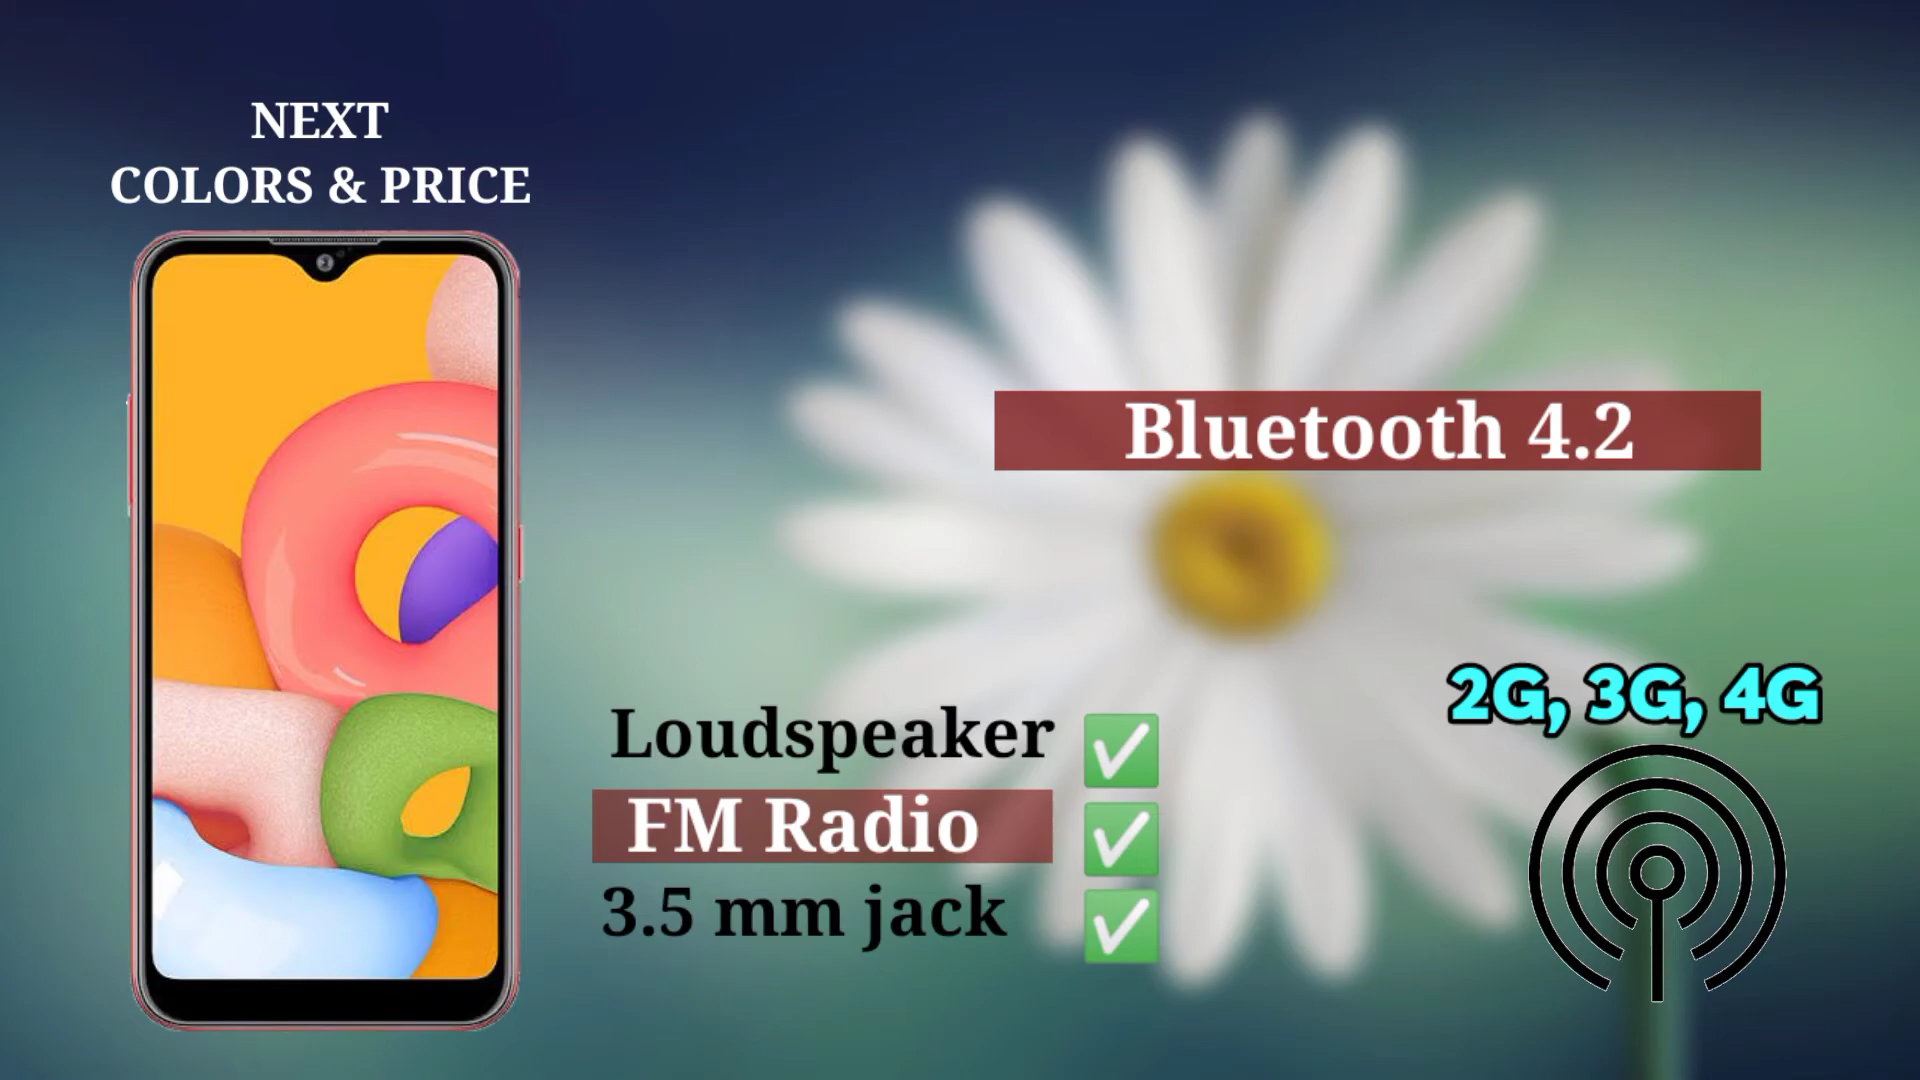 NEXT
COLORS & PRICE
Bluetooth 4.2
2G, 3G, 4G
Loudspeaker
FM Radio
3.5 mm jack